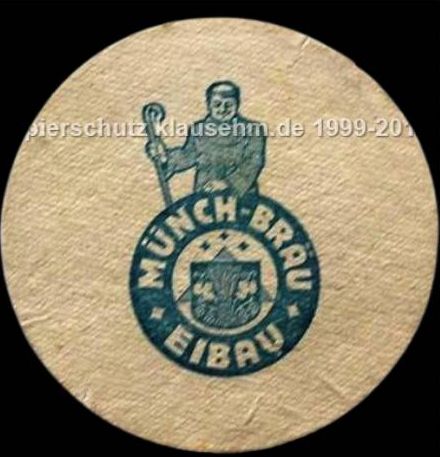 pierschutz klausehm.de 1999-201
MÜNCH-BRÄU
EIBAU